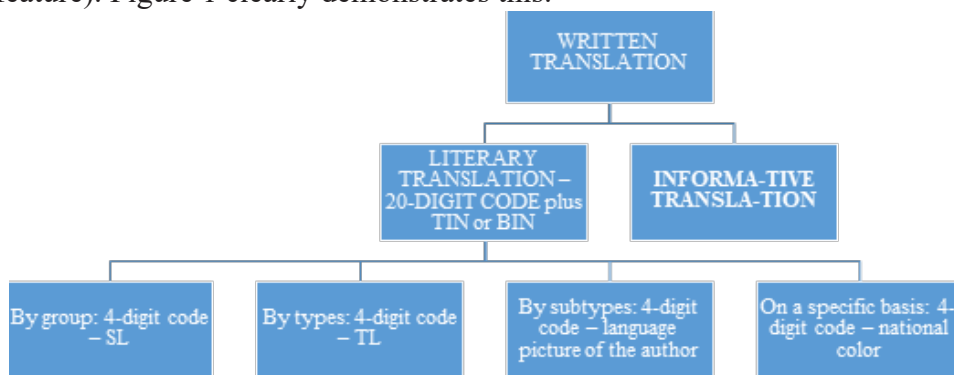 feature). Figure 1 clearly demonstrates this.
WRITTEN
TRANSLATION
LITERARY
TRANSLATION –
20-DIGIT CODE plus
TIN or BIN
INFORMA-TIVE
TRANSLA-TION
By group: 4-digit code
– SL
By types: 4-digit code
– TL
By subtypes: 4-digit
code – language
picture of the author
On a specific basis: 4-
digit code – national
color